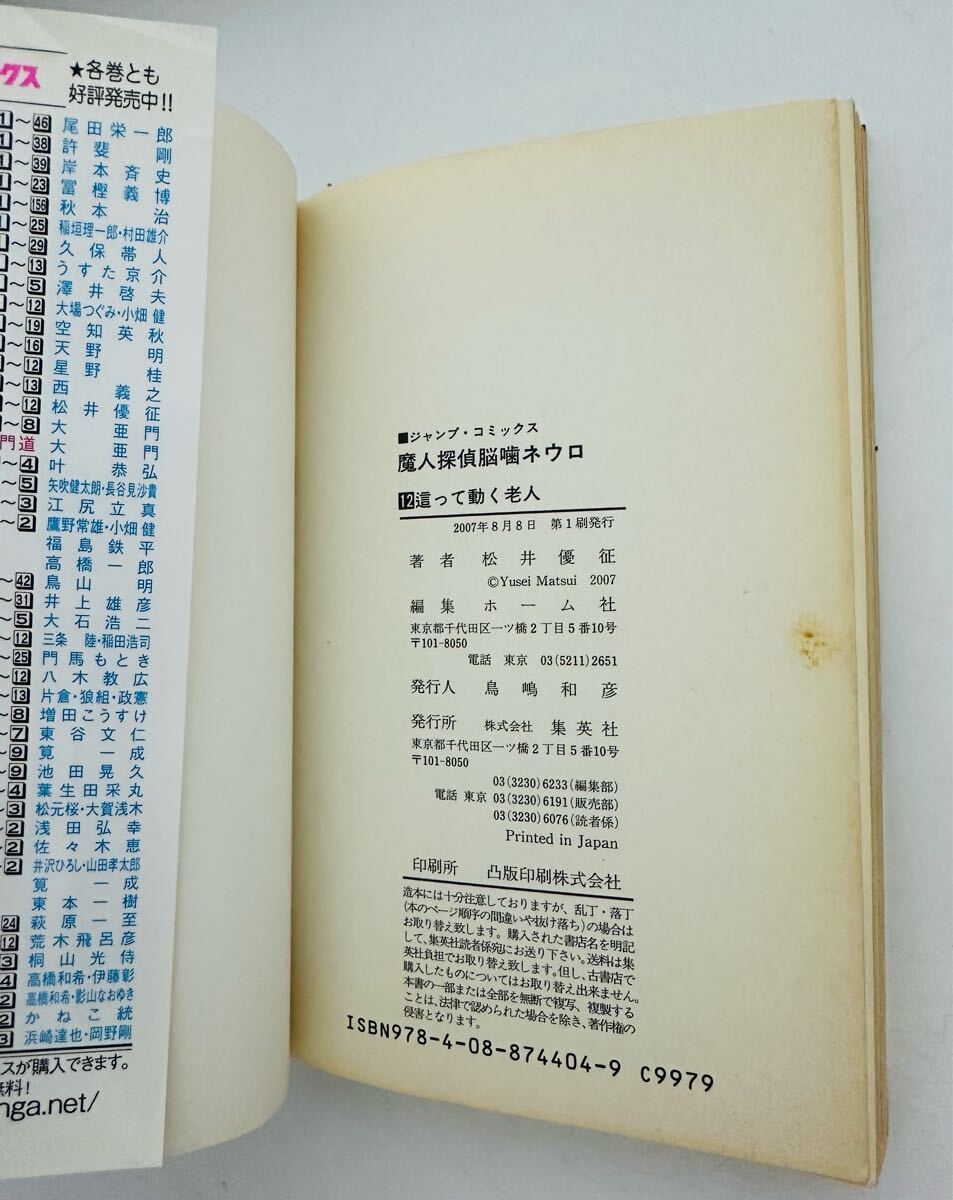 ックス
★各巻とも
好評発売中!!
1～46 尾田栄一郎
1～38 許斐 剛
1～39 岸本斉史
1～23 冨樫義博
1～156 秋本 治
1～25 稲垣理一郎・村田雄介
～29 久保帯人
～13 うすた京介
～5 澤井啓夫
～12 大場つぐみ・小畑 健
～19 空知英秋
～16 天野 明
～12 星野 桂
～13 西 義之
～12 松井優征
～8 大亜門
門道 大亜門
～4 叶 恭弘
～5 矢吹健太朗・長谷見沙貴
～3 江尻立真
～2 鷹野常雄・小畑 健
福島鉄平
高橋一郎
～42 鳥山 明
～31 井上雄彦
～5 大石浩二
～12 三条 陸・稲田浩司
～25 門馬もとき
～12 八木教広
～13 片倉・狼組・政憲
～8 増田こうすけ
～7 東谷文仁
～9 筧 一成
～9 池田晃久
～4 葉生田采丸
～3 松元桜・大賀浅木
～2 浅田弘幸
～2 佐々木恵
～2 井沢ひろし・山田孝太郎
筧 一成
東本一樹
24 萩原一至
12 荒木飛呂彦
3 桐山光侍
4 高橋和希・伊藤彰
2 高橋和希・影山なおゆき
2 かねこ統
3 浜崎達也・岡野剛
スが購入できます。
無料!
nga.net/
■ジャンプ・コミックス
魔人探偵脳噛ネウロ
12這って動く老人
2007年8月8日 第1刷発行
著者 松井優征
©Yusei Matsui 2007
編集 ホーム社
東京都千代田区一ツ橋2丁目5番10号
〒101-8050
電話 東京 03(5211)2651
発行人 鳥嶋和彦
発行所 株式会社 集英社
東京都千代田区一ツ橋2丁目5番10号
〒101-8050
03(3230)6233(編集部)
電話 東京 03(3230)6191(販売部)
03(3230)6076(読者係)
Printed in Japan
印刷所 凸版印刷株式会社
造本には十分注意しておりますが、乱丁・落丁
(本のページ順序の間違いや抜け落ち)の場合は
お取り替え致します。購入された書店名を明記
して、集英社読者係宛にお送り下さい。送料は集
英社負担でお取り替え致します。但し、古書店で
購入したものについてはお取り替え出来ません。
本書の一部または全部を無断で複写、複製する
ことは、法律で認められた場合を除き、著作権の
侵害となります。
ISBN978-4-08-874404-9 C9979